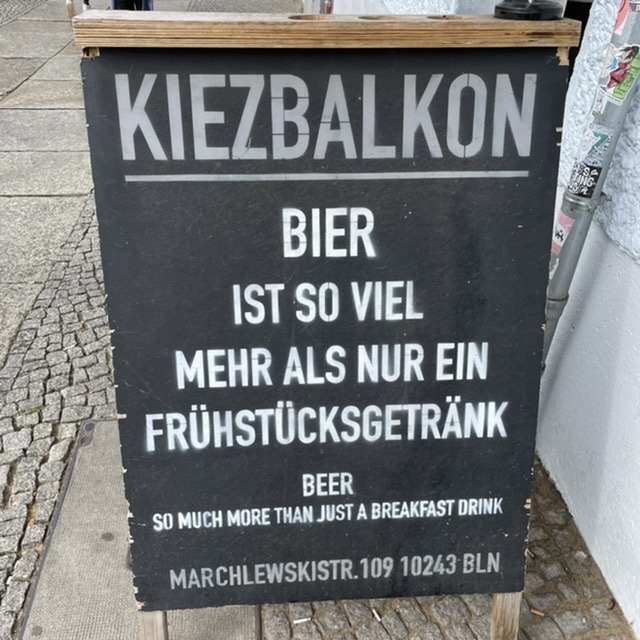 KIEZBALKON
BIER
IST SO VIEL
MEHR ALS NUR EIN
FRÜHSTÜCKSGETRÄNK
BEER
SO MUCH MORE THAN JUST A BREAKFAST DRINK
MARCHLEWSKISTR.109 10243 BLN